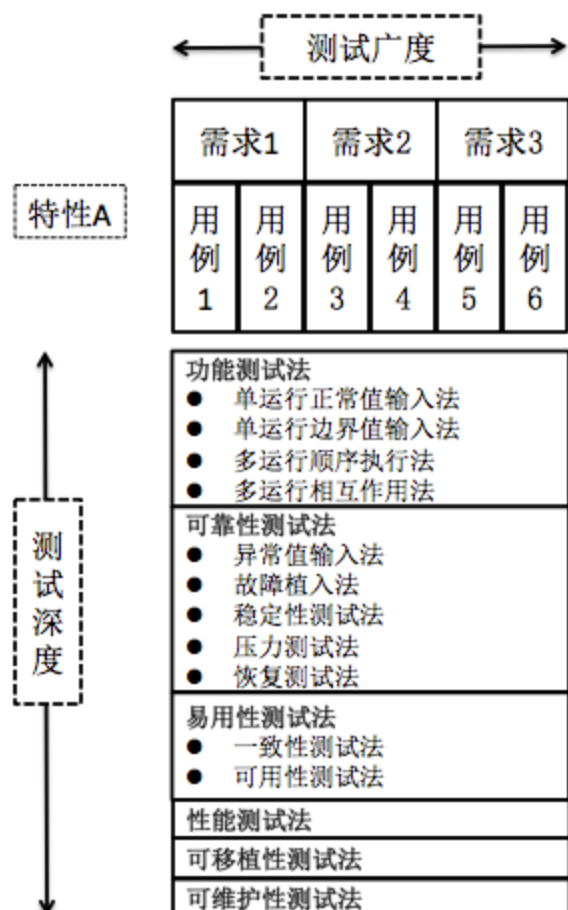 测试广度
需求1 需求2 需求3
特性A
用例1 用例2 用例3 用例4 用例5 用例6
测试深度
功能测试法
● 单运行正常值输入法
● 单运行边界值输入法
● 多运行顺序执行法
● 多运行相互作用法
可靠性测试法
● 异常值输入法
● 故障植入法
● 稳定性测试法
● 压力测试法
● 恢复测试法
易用性测试法
● 一致性测试法
● 可用性测试法
性能测试法
可移植性测试法
可维护性测试法